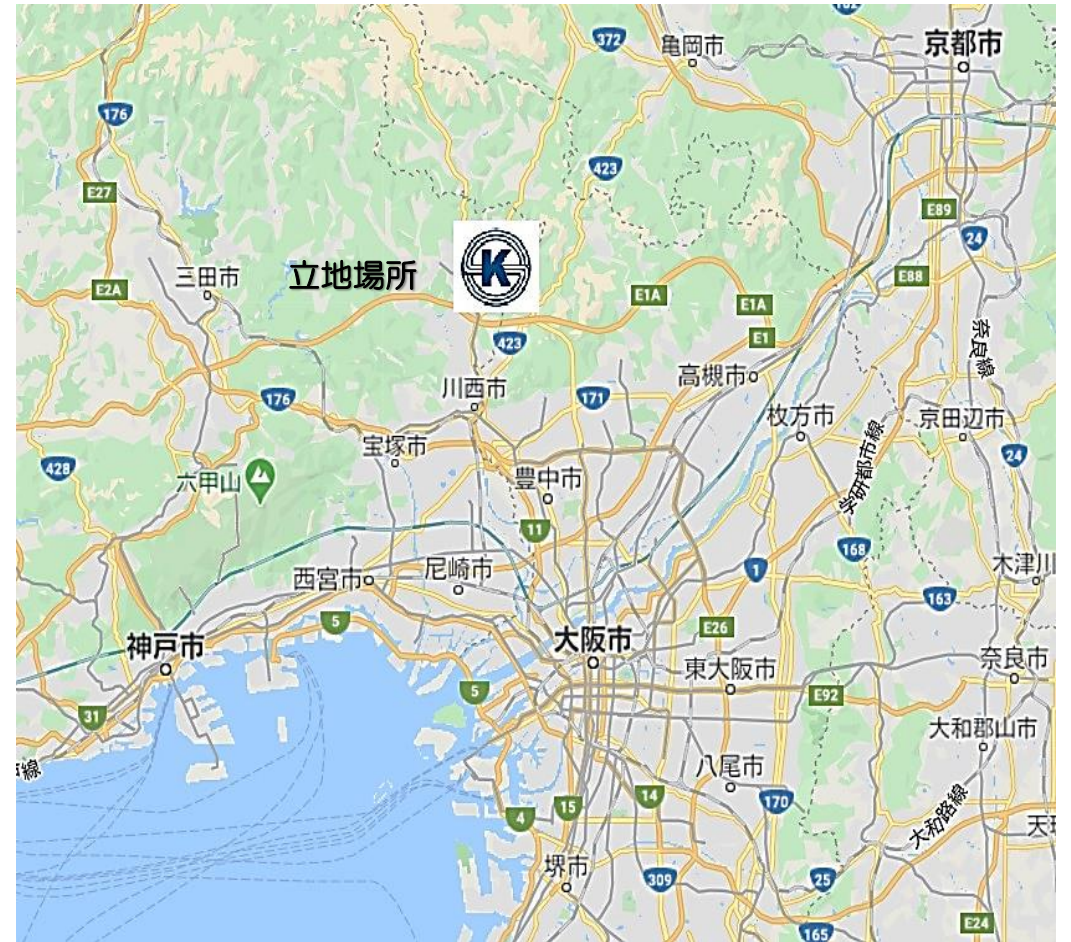 372
亀岡市
京都市
176
423
E27
E89
24
三田市
立地場所
K
E2A
E88
E1A
E1A
423
E1
奈良線
高槻市
川西市
176
171
枚方市
京田辺市
宝塚市
学研都市線
24
428
六甲山
豊中市
11
168
木津川
尼崎市
西宮市
1
163
5
E26
神戸市
大阪市
奈良市
東大阪市
5
E92
31
大和郡山市
八尾市
線
170
14
15
4
大和路線
天
堺市
309
25
E24
165